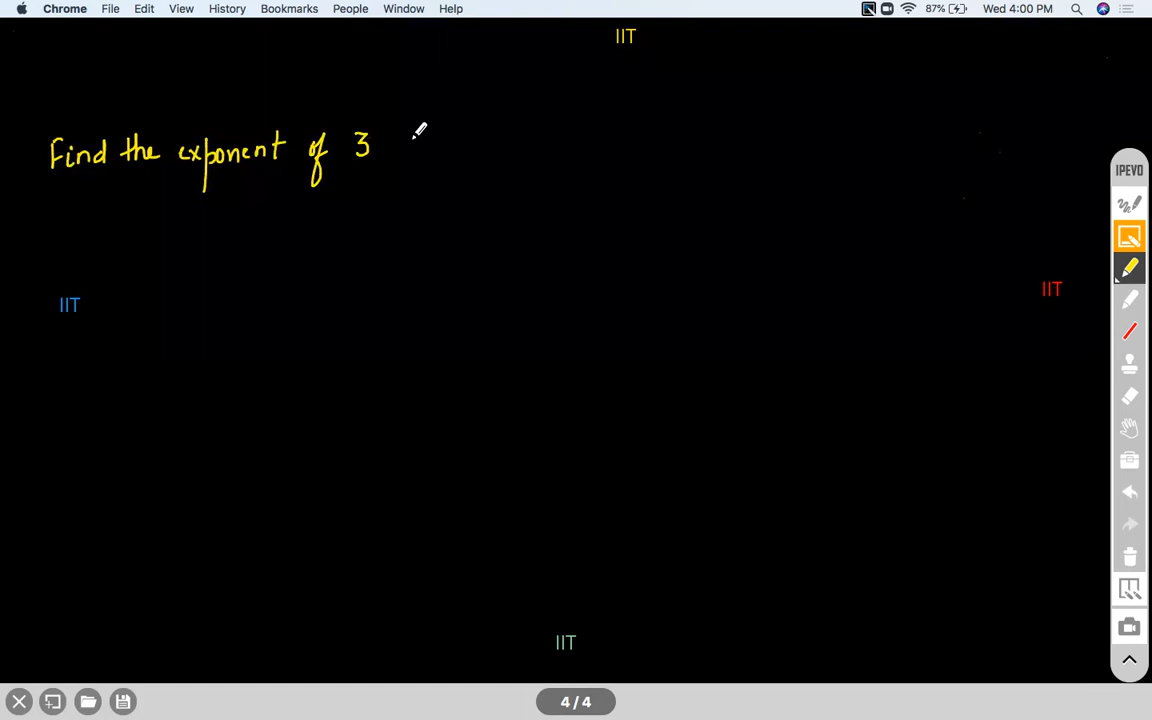 Chrome File Edit View History Bookmarks People Window Help 87% Wed 4:00 PM
IIT
Find the exponent of 3
IPEVO
IIT
IIT
IIT
4 / 4